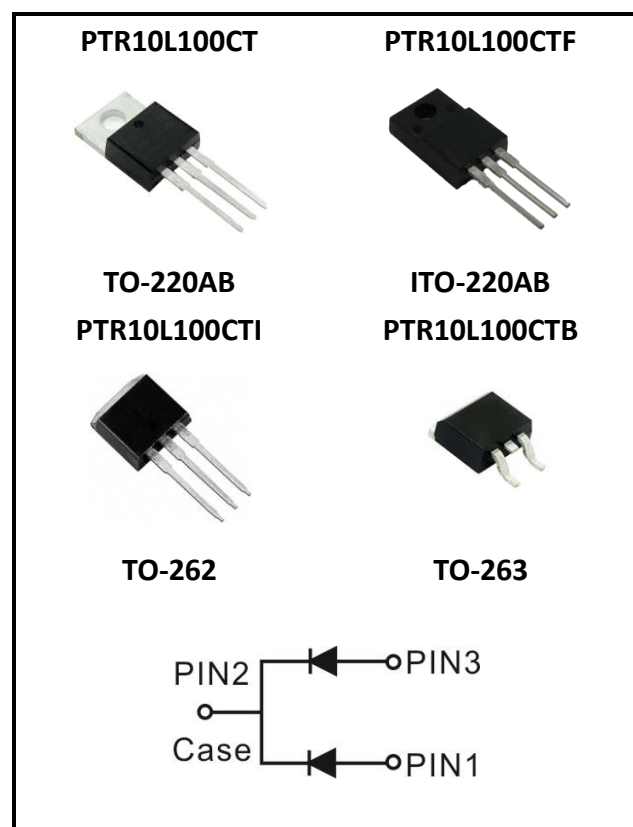 PTR10L100CT PTR10L100CTF
TO-220AB ITO-220AB
PTR10L100CTI PTR10L100CTB
TO-262 TO-263
PIN2 PIN3
Case PIN1